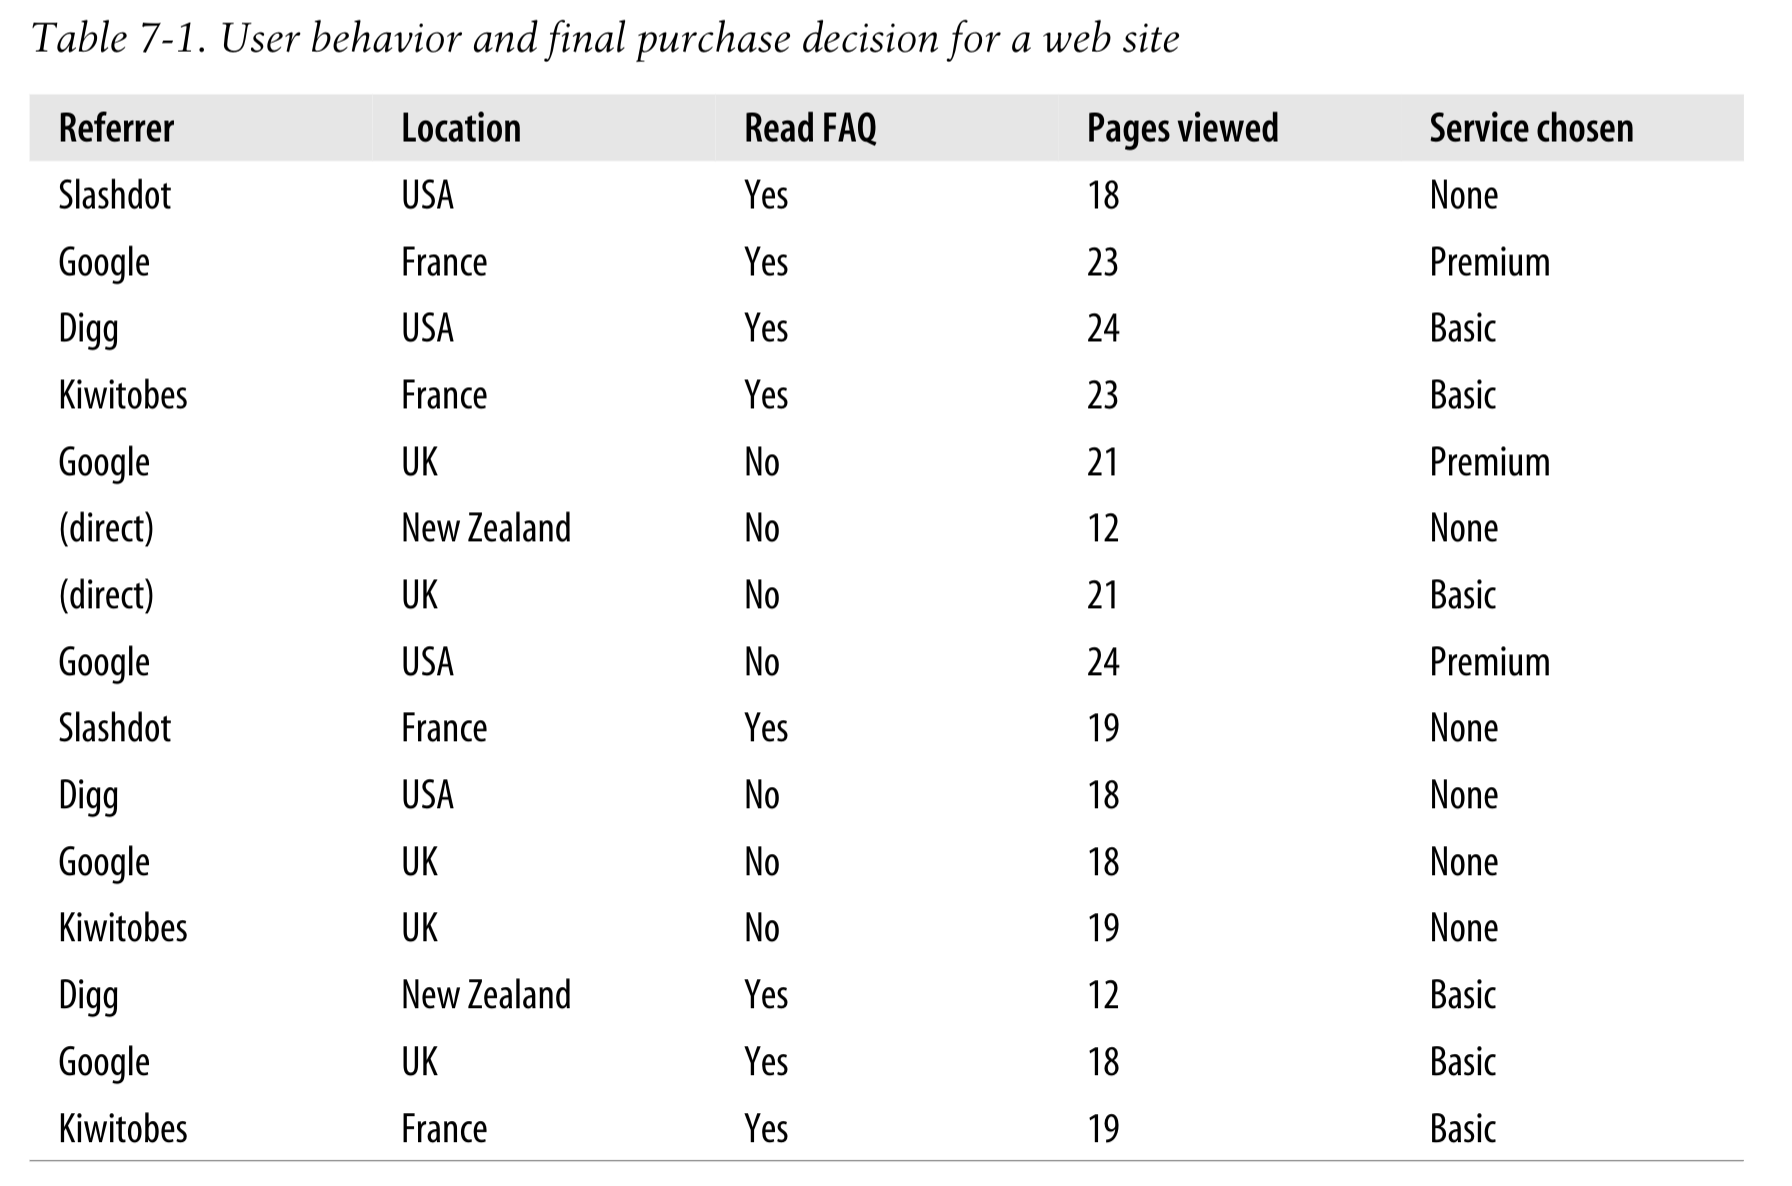 Table 7-1. User behavior and final purchase decision for a web site
Referrer Location Read FAQ Pages viewed Service chosen
Slashdot USA Yes 18 None
Google France Yes 23 Premium
Digg USA Yes 24 Basic
Kiwitobes France Yes 23 Basic
Google UK No 21 Premium
(direct) New Zealand No 12 None
(direct) UK No 21 Basic
Google USA No 24 Premium
Slashdot France Yes 19 None
Digg USA No 18 None
Google UK No 18 None
Kiwitobes UK No 19 None
Digg New Zealand Yes 12 Basic
Google UK Yes 18 Basic
Kiwitobes France Yes 19 Basic